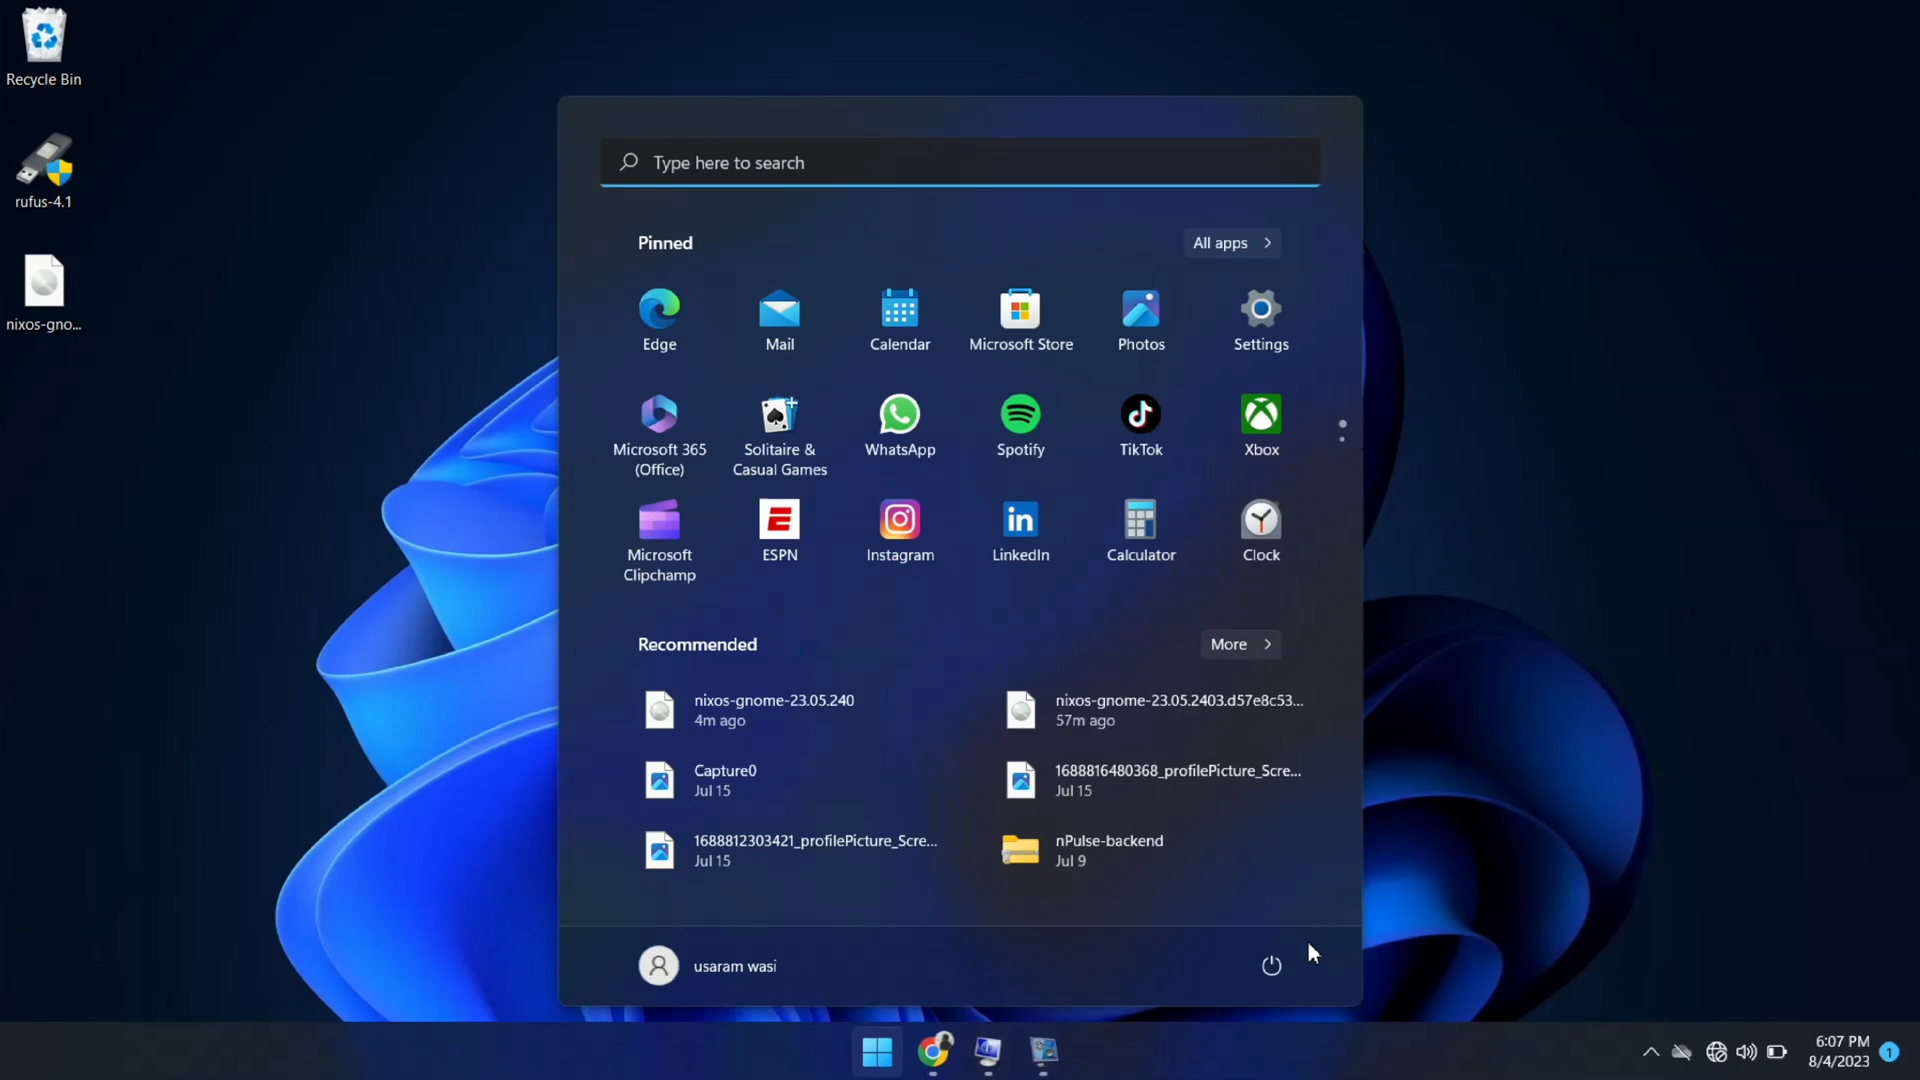 Recycle Bin
rufus-4.1
nixos-gno...
Type here to search
Pinned
All apps
Edge
Mail
Calendar
Microsoft Store
Photos
Settings
Microsoft 365
(Office)
Solitaire &
Casual Games
WhatsApp
Spotify
TikTok
Xbox
Microsoft
Clipchamp
ESPN
Instagram
LinkedIn
Calculator
Clock
Recommended
More
nixos-gnome-23.05.240
4m ago
nixos-gnome-23.05.2403.d57e8c53...
57m ago
Capture0
Jul 15
1688816480368_profilePicture_Scre...
Jul 15
1688812303421_profilePicture_Scre...
Jul 15
nPulse-backend
Jul 9
usaram wasi
6:07 PM
8/4/2023
1